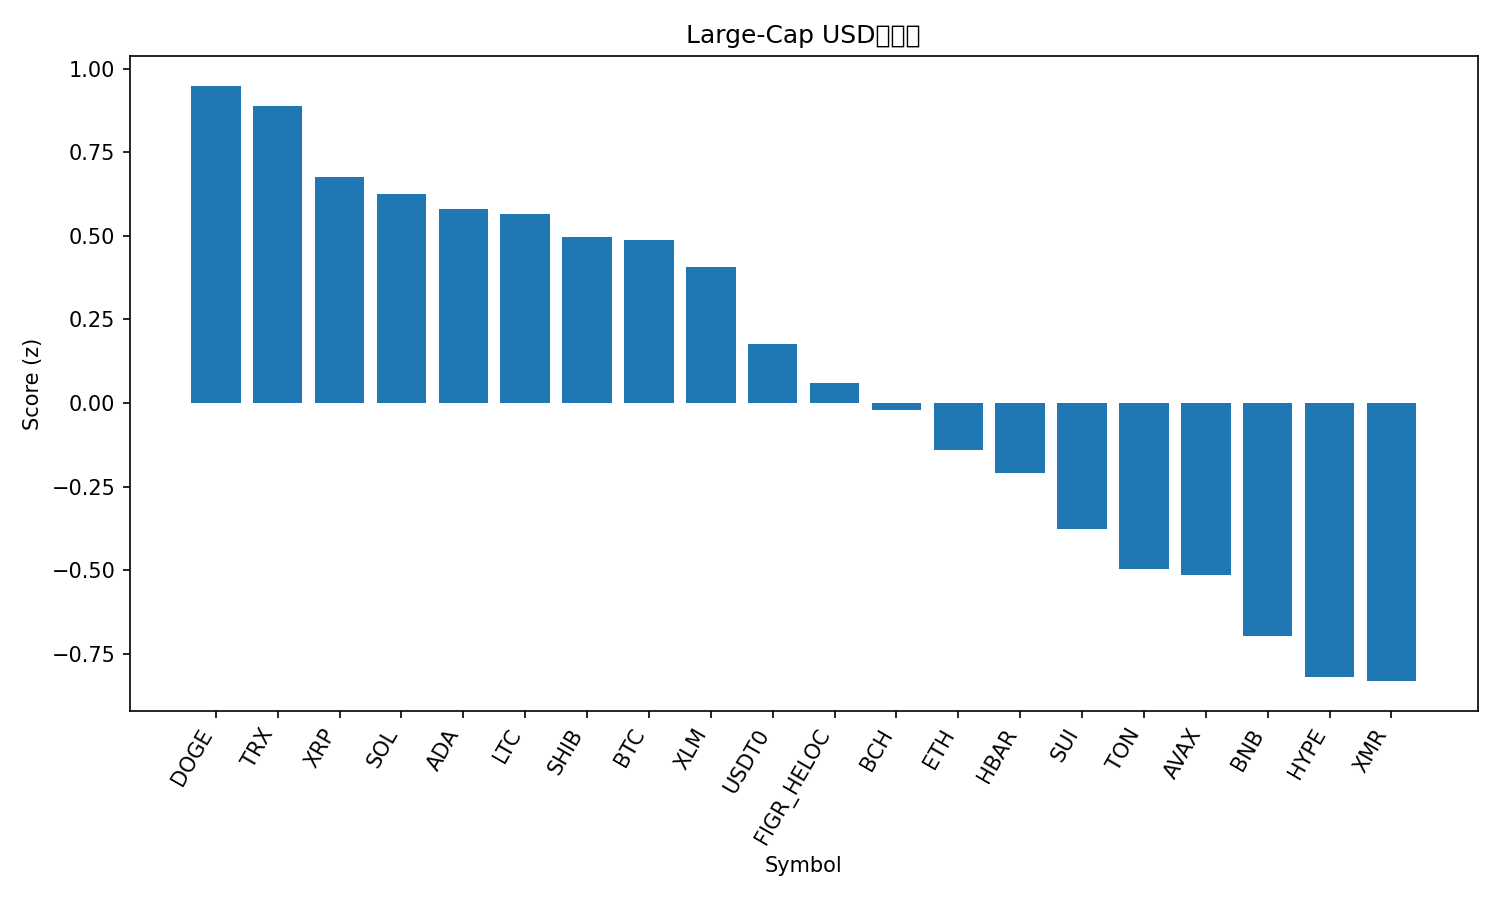 Large-Cap USD
1.00
0.75
0.50
0.25
0.00
−0.25
−0.50
−0.75
Score (z)
DOGE
TRX
XRP
SOL
ADA
LTC
SHIB
BTC
XLM
USDT0
FIGR_HELOC
BCH
ETH
HBAR
SUI
TON
AVAX
BNB
HYPE
XMR
Symbol